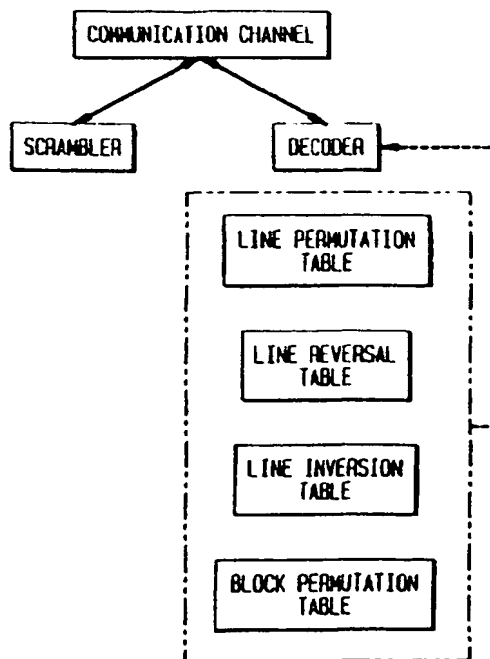 COMMUNICATION CHANNEL
SCRAMBLER
DECODER
LINE PERMUTATION
TABLE
LINE REVERSAL
TABLE
LINE INVERSION
TABLE
BLOCK PERMUTATION
TABLE